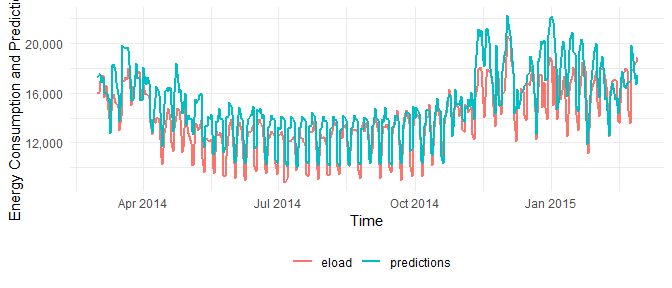 Energy Consumption and Predictio
20,000
16,000
12,000
Apr 2014
Jul 2014
Oct 2014
Jan 2015
Time
eload
predictions